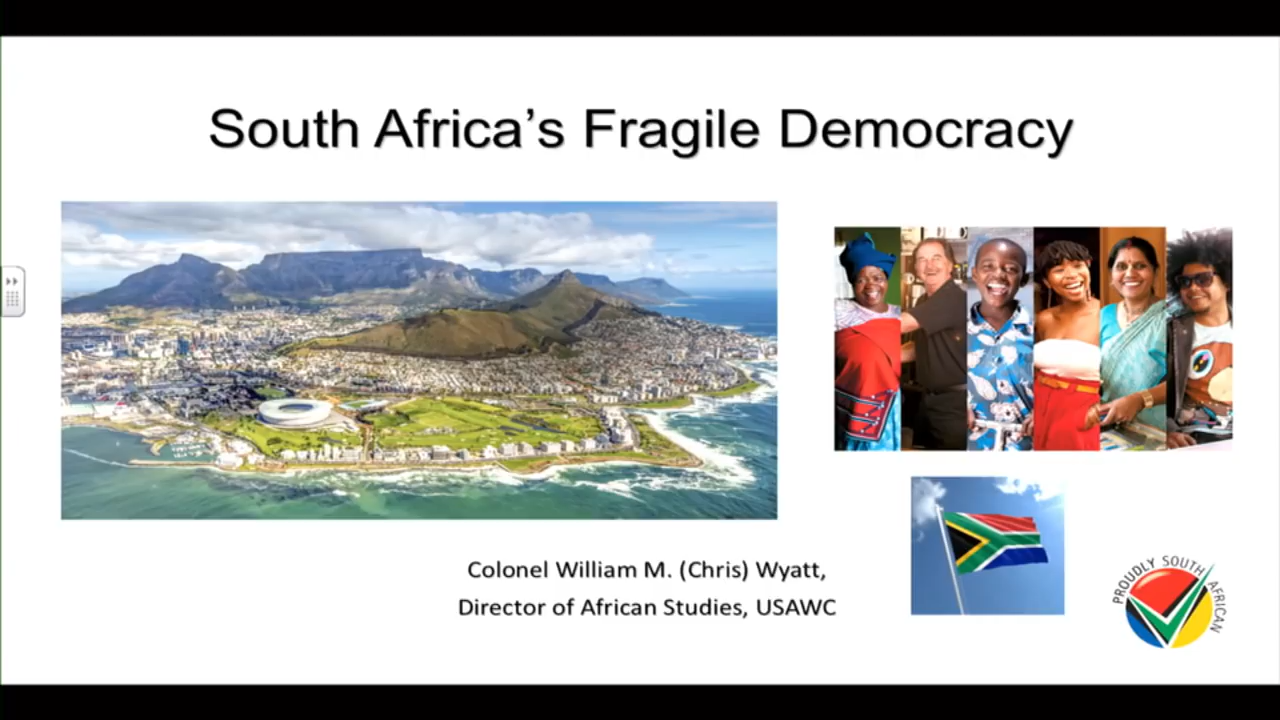 South Africa’s Fragile Democracy
Colonel William M. (Chris) Wyatt,
Director of African Studies, USAWC
PROUDLY SOUTH AFRICAN